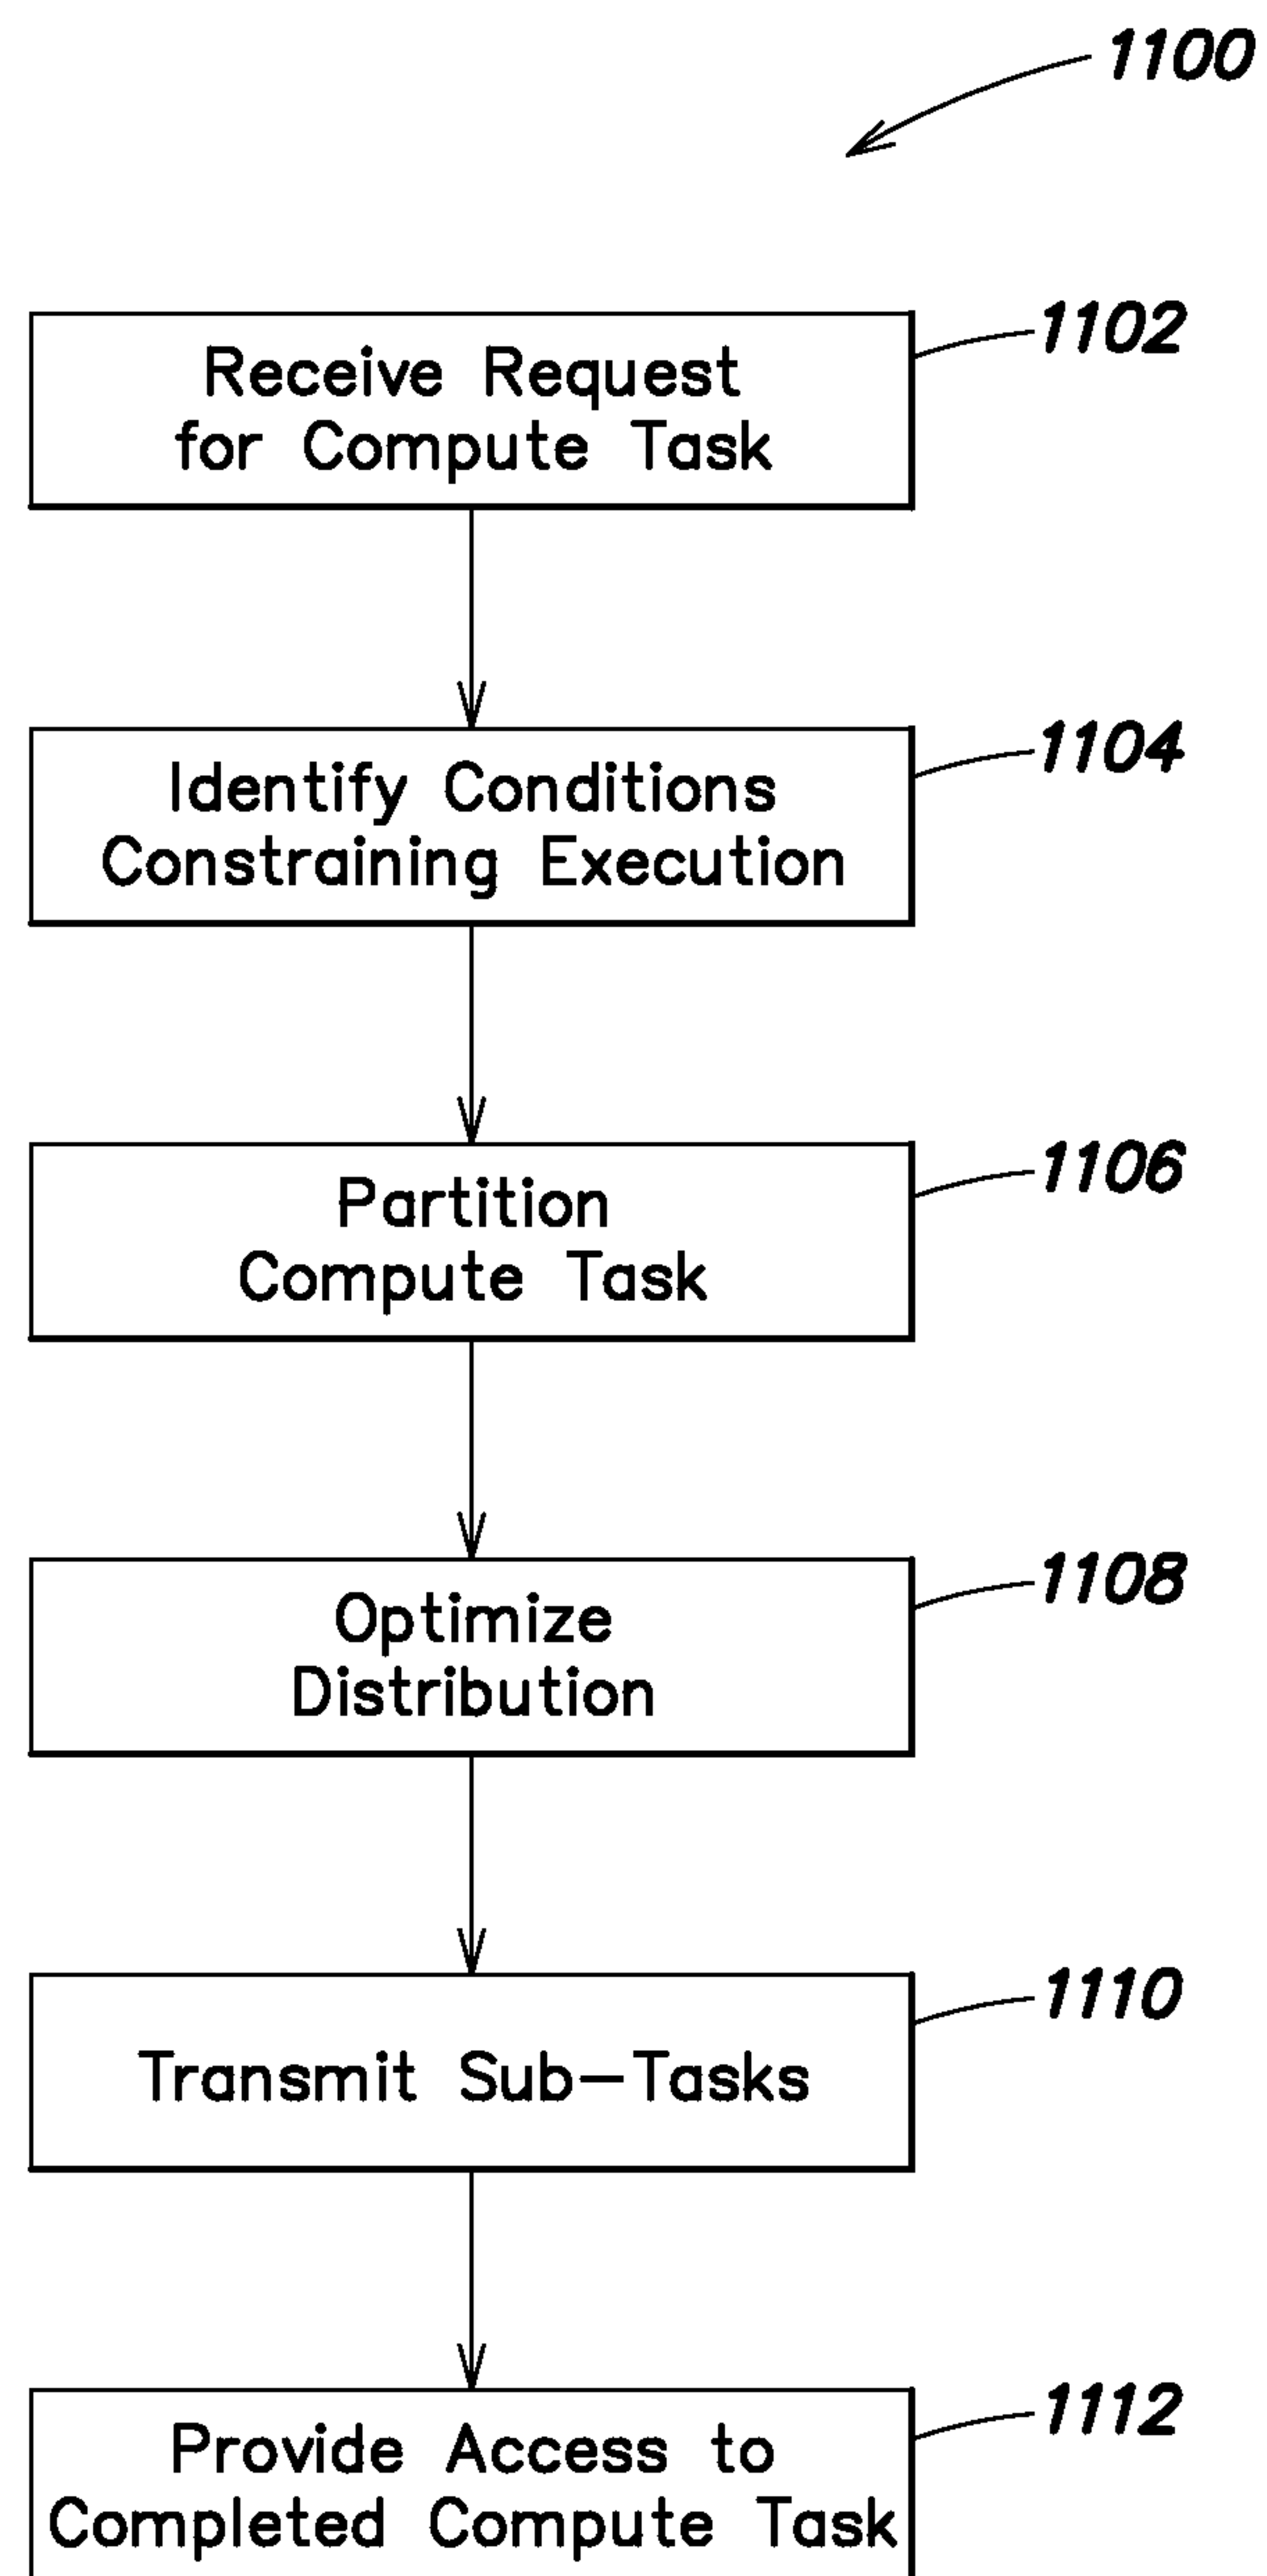 1100
Receive Request
for Compute Task
1102
Identify Conditions
Constraining Execution
1104
Partition
Compute Task
1106
Optimize
Distribution
1108
Transmit Sub-Tasks
1110
Provide Access to
Completed Compute Task
1112